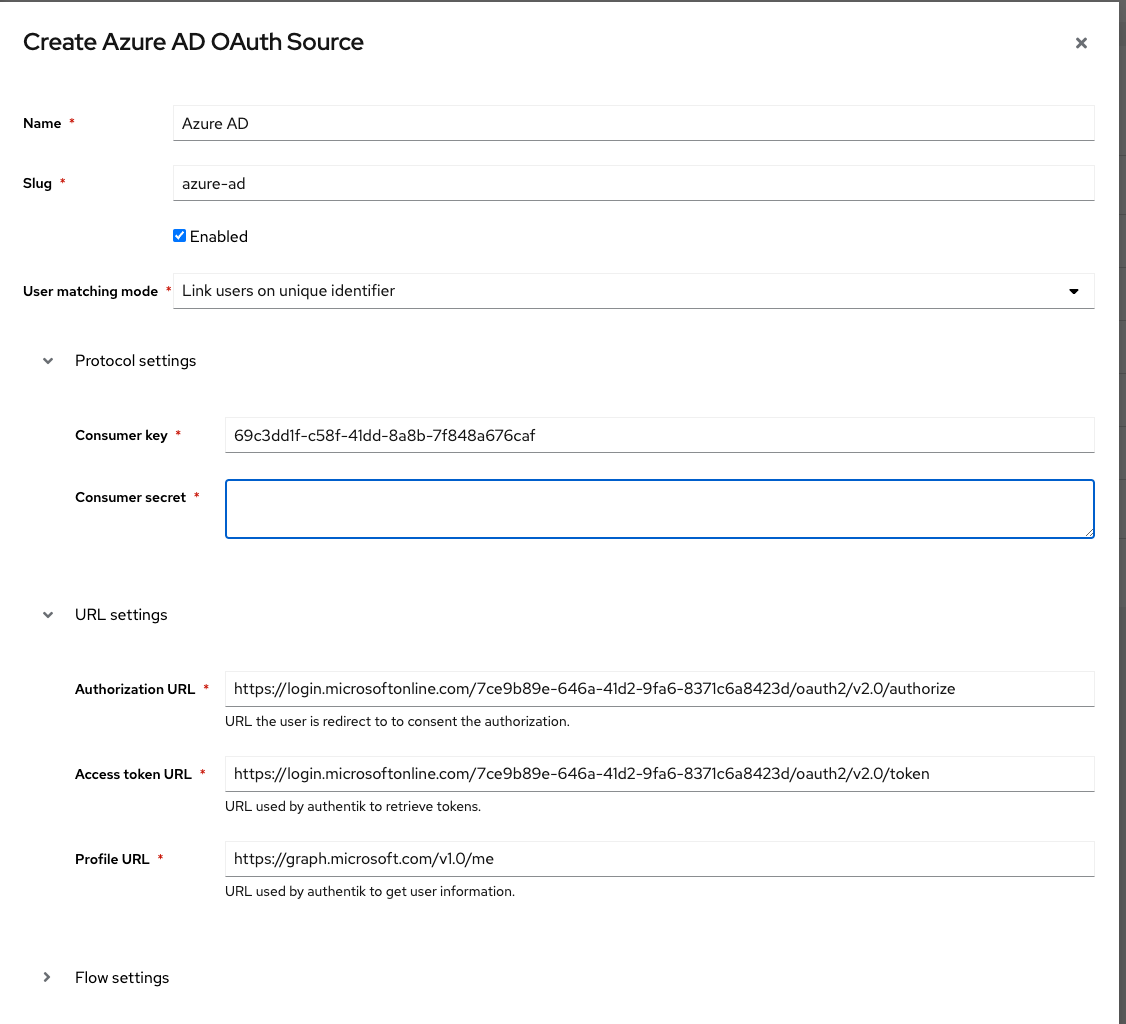 Create Azure AD OAuth Source
Name *
Azure AD
Slug *
azure-ad
Enabled
User matching mode *
Link users on unique identifier
Protocol settings
Consumer key *
69c3dd1f-c58f-41dd-8a8b-7f848a676caf
Consumer secret *
URL settings
Authorization URL *
https://login.microsoftonline.com/7ce9b89e-646a-41d2-9fa6-8371c6a8423d/oauth2/v2.0/authorize
URL the user is redirect to to consent the authorization.
Access token URL *
https://login.microsoftonline.com/7ce9b89e-646a-41d2-9fa6-8371c6a8423d/oauth2/v2.0/token
URL used by authentik to retrieve tokens.
Profile URL *
https://graph.microsoft.com/v1.0/me
URL used by authentik to get user information.
Flow settings